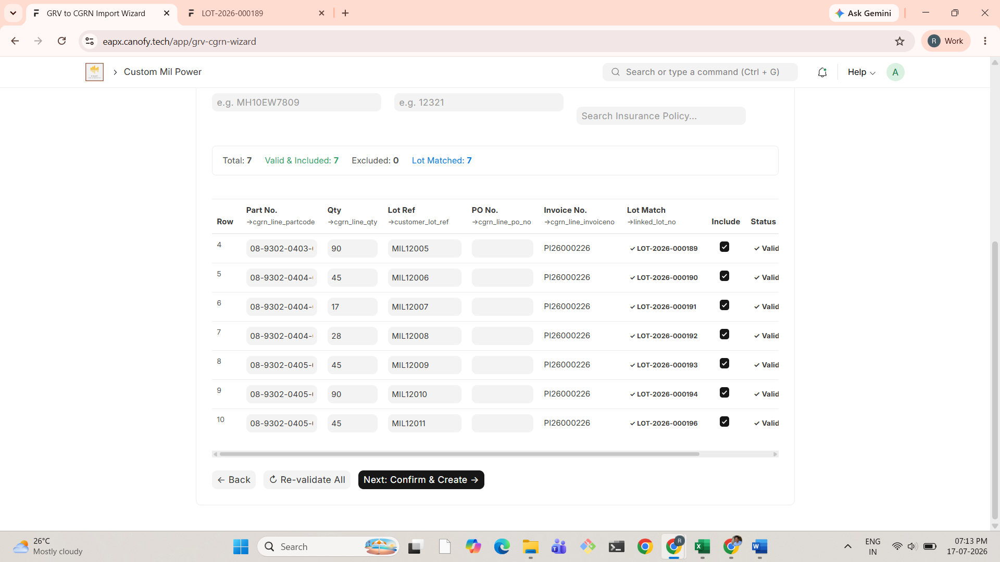 GRV to CGRN Import Wizard
LOT-2026-000189
Ask Gemini
eapx.canofy.tech/app/grv-cgrn-wizard
R Work
Custom Mil Power
Search or type a command (Ctrl + G)
Help
A
e.g. MH10EW7809
e.g. 12321
Search Insurance Policy...
Total: 7 Valid & Included: 7 Excluded: 0 Lot Matched: 7
Row Part No. Qty Lot Ref PO No. Invoice No. Lot Match Include Status
→cgrn_line_partcode →cgrn_line_qty →customer_lot_ref →cgrn_line_po_no →cgrn_line_invoiceno →linked_lot_no
4 08-9302-0403- 90 MIL12005 PI26000226 ✓ LOT-2026-000189 ✓ Valid
5 08-9302-0404- 45 MIL12006 PI26000226 ✓ LOT-2026-000190 ✓ Valid
6 08-9302-0404- 17 MIL12007 PI26000226 ✓ LOT-2026-000191 ✓ Valid
7 08-9302-0404- 28 MIL12008 PI26000226 ✓ LOT-2026-000192 ✓ Valid
8 08-9302-0405- 45 MIL12009 PI26000226 ✓ LOT-2026-000193 ✓ Valid
9 08-9302-0405- 90 MIL12010 PI26000226 ✓ LOT-2026-000194 ✓ Valid
10 08-9302-0405- 45 MIL12011 PI26000226 ✓ LOT-2026-000196 ✓ Valid
← Back
↻ Re-validate All
Next: Confirm & Create →
26°C
Mostly cloudy
Search
R
ENG
IN
07:13 PM
17-07-2026